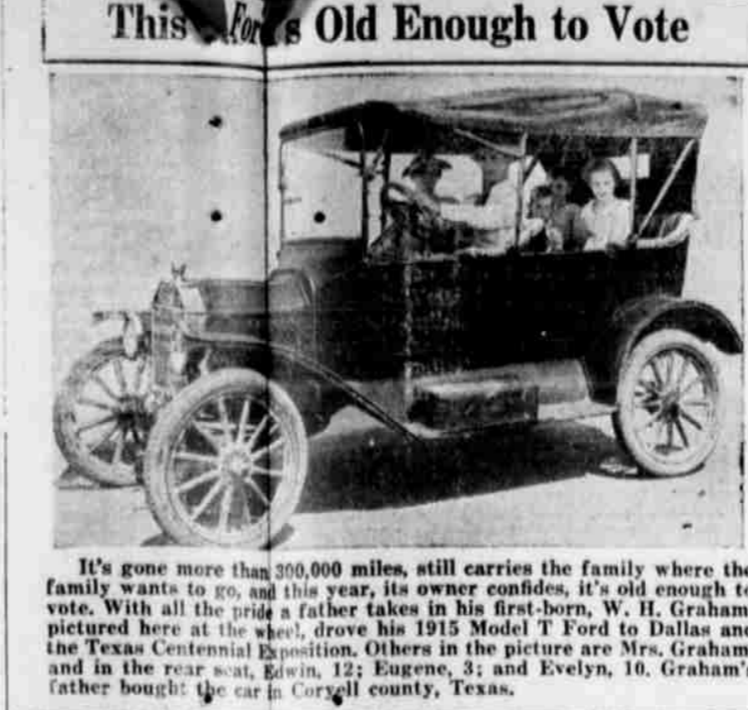 This Ford's Old Enough to Vote
It's gone more than 300,000 miles, still carries the family where the
family wants to go, and this year, its owner confides, it's old enough to
vote. With all the pride a father takes in his first-born, W. H. Graham,
pictured here at the wheel, drove his 1915 Model T Ford to Dallas and
the Texas Centennial Exposition. Others in the picture are Mrs. Graham,
and in the rear seat, Edwin, 12; Eugene, 3; and Evelyn, 10. Graham's
father bought the car in Coryell county, Texas.